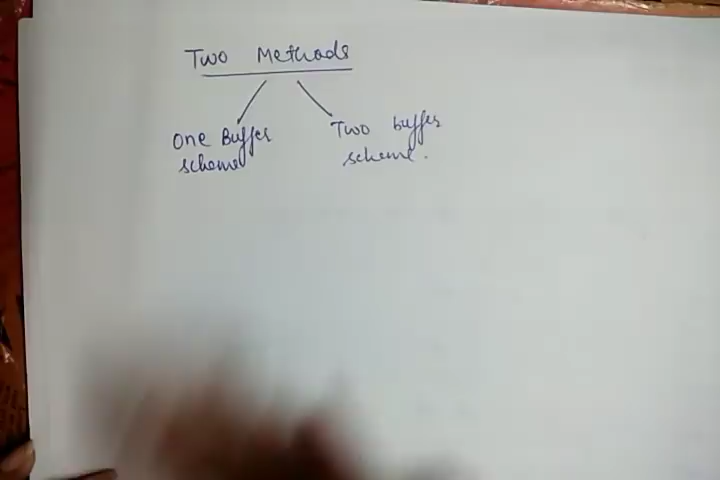 Two Methods
One Buffer
scheme
Two buffer
scheme.